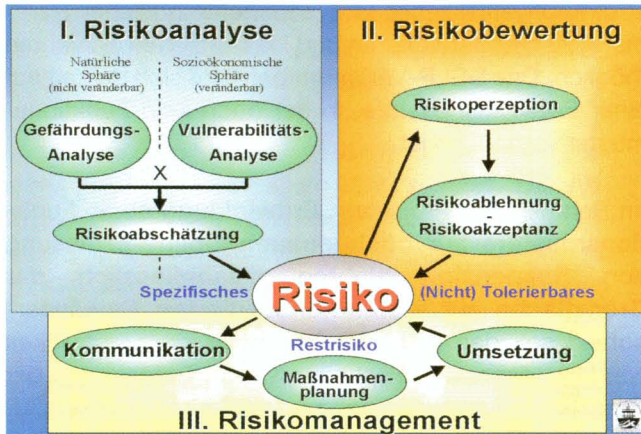 I. Risikoanalyse
Natürliche
Sphäre
(nicht veränderbar)
Sozioökonomische
Sphäre
(veränderbar)
Gefährdungs-
Analyse
Vulnerabilitäts-
Analyse
X
Risikoabschätzung
Spezifisches
II. Risikobewertung
Risikoperzeption
Risikoablehnung
-
Risikoakzeptanz
(Nicht) Tolerierbares
Risiko
Restrisiko
Kommunikation
Maßnahmen-
planung
Umsetzung
III. Risikomanagement